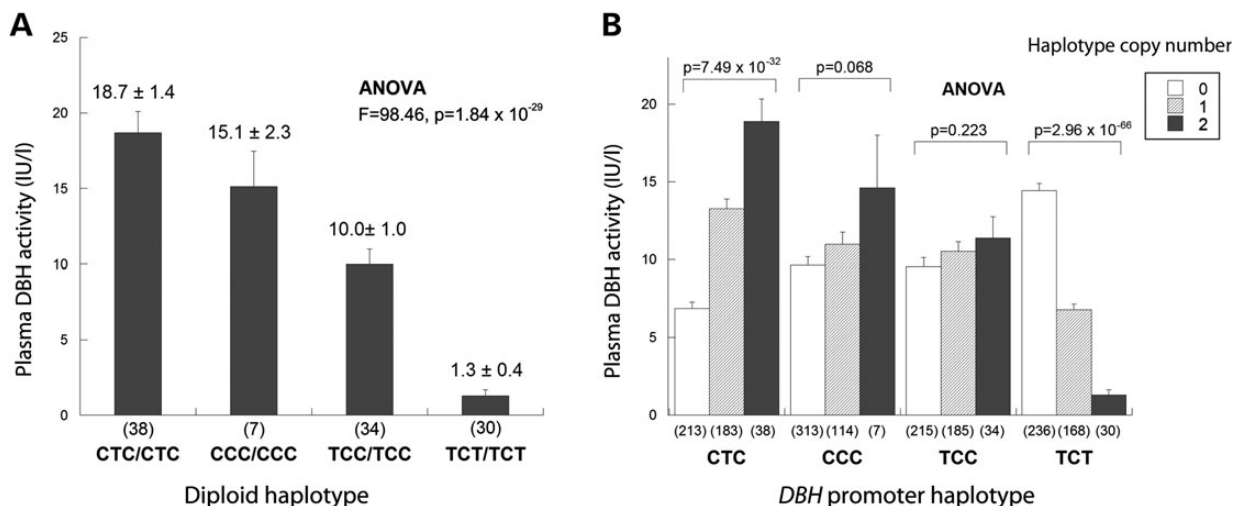 A
Plasma DBH activity (IU/l)
25
20
15
10
5
0
18.7 ± 1.4
15.1 ± 2.3
10.0± 1.0
1.3 ± 0.4
ANOVA
F=98.46, p=1.84 x 10⁻²⁹
(38) (7) (34) (30)
CTC/CTC CCC/CCC TCC/TCC TCT/TCT
Diploid haplotype
B
Haplotype copy number
0
1
2
Plasma DBH activity (IU/l)
20
15
10
5
0
p=7.49 x 10⁻³²
p=0.068
ANOVA
p=0.223
p=2.96 x 10⁻⁶⁶
(213) (183) (38) (313) (114) (7) (215) (185) (34) (236) (168) (30)
CTC CCC TCC TCT
DBH promoter haplotype